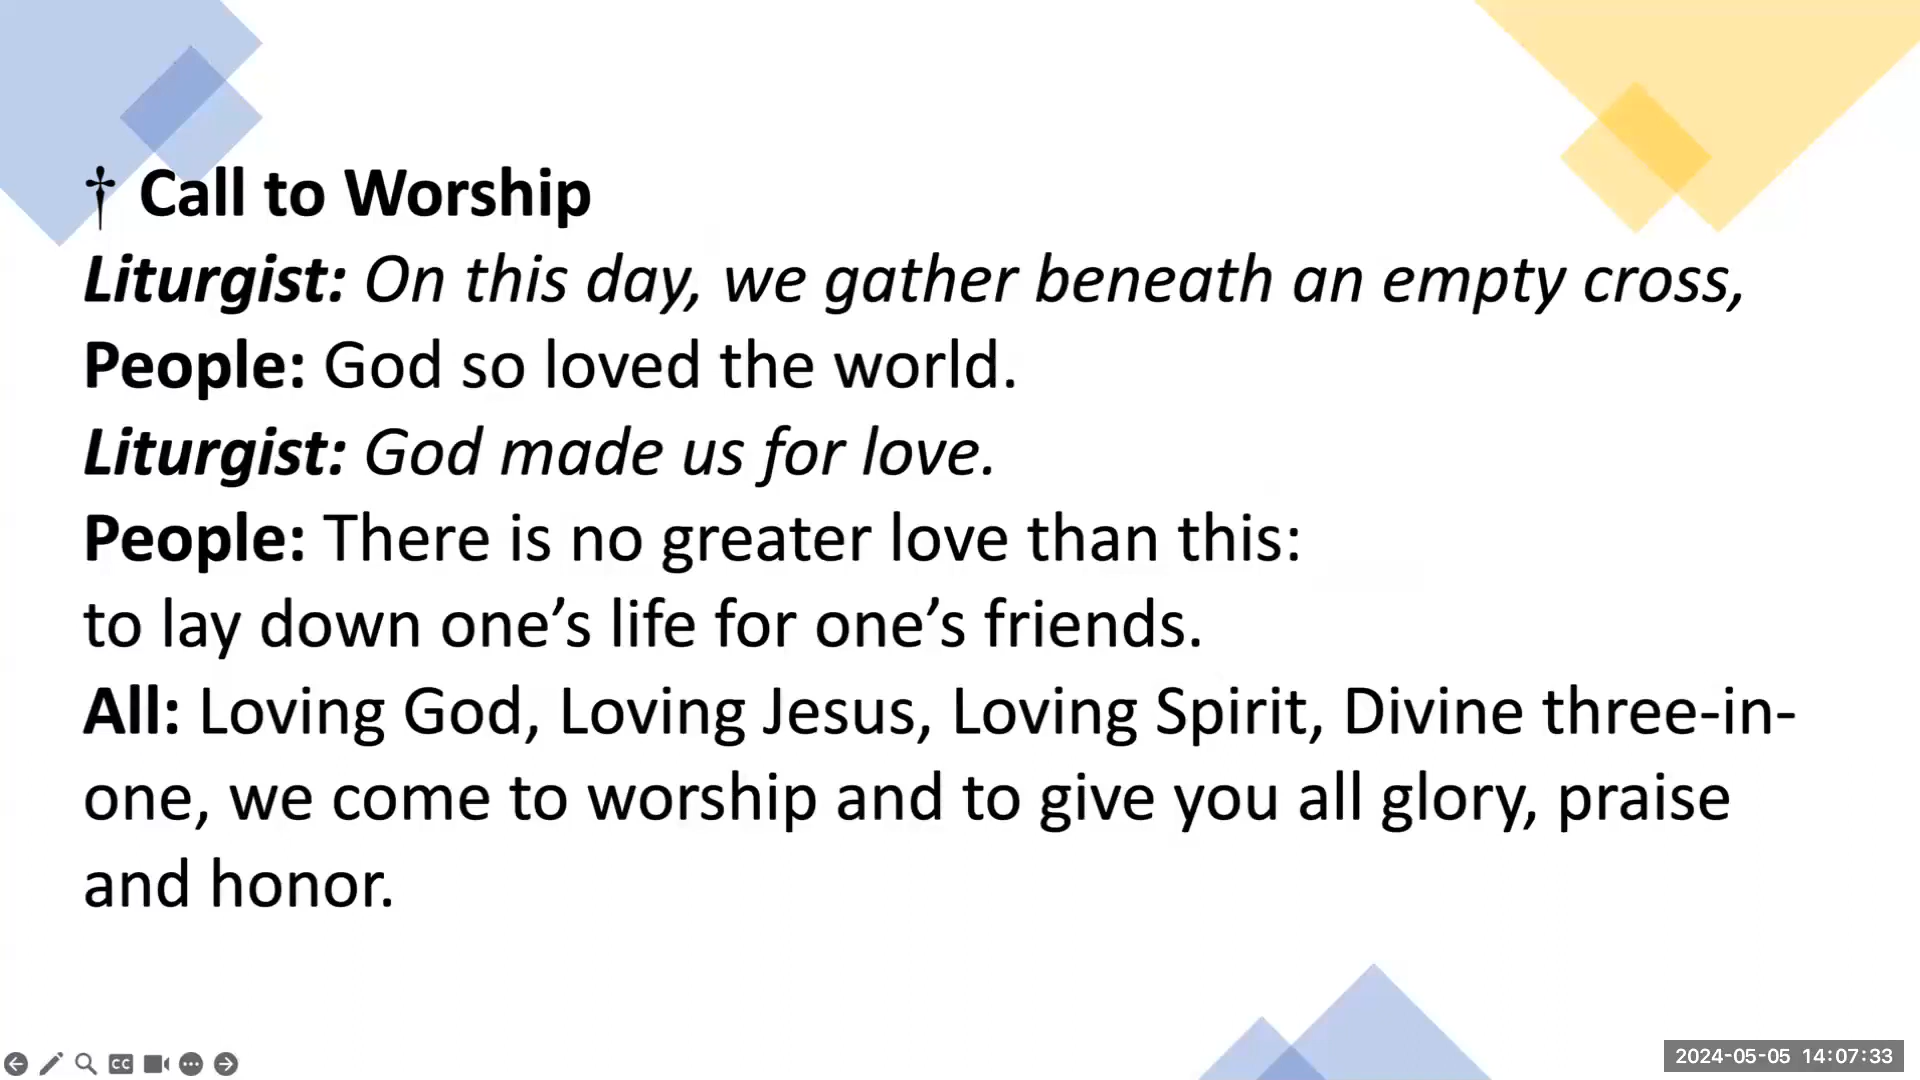 † Call to Worship
Liturgist: On this day, we gather beneath an empty cross,
People: God so loved the world.
Liturgist: God made us for love.
People: There is no greater love than this:
to lay down one’s life for one’s friends.
All: Loving God, Loving Jesus, Loving Spirit, Divine three-in-
one, we come to worship and to give you all glory, praise
and honor.
CC
2024-05-05 14:07:33